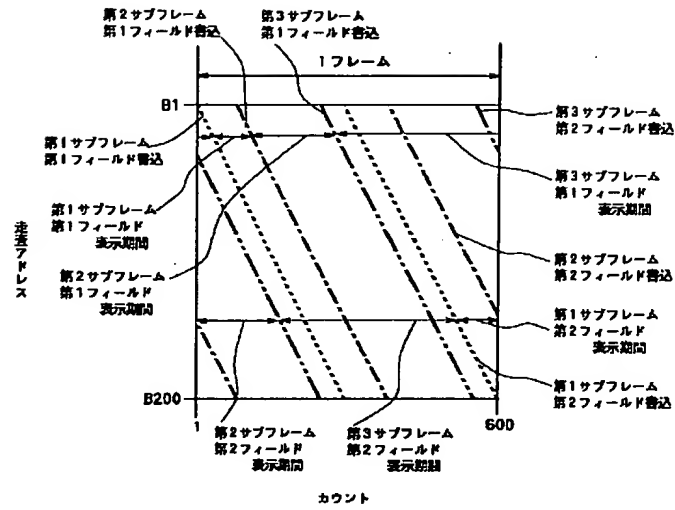 第2サブフレーム
第1フィールド書込
第3サブフレーム
第1フィールド書込
1フレーム
B1
第3サブフレーム
第2フィールド書込
第1サブフレーム
第1フィールド書込
第3サブフレーム
第1フィールド
表示期間
第1サブフレーム
第1フィールド
表示期間
走査アドレス
第2サブフレーム
第2フィールド書込
第2サブフレーム
第1フィールド
表示期間
第1サブフレーム
第2フィールド
表示期間
第1サブフレーム
第2フィールド書込
B200
1
600
第2サブフレーム
第2フィールド
表示期間
第3サブフレーム
第2フィールド
表示期間
カウント